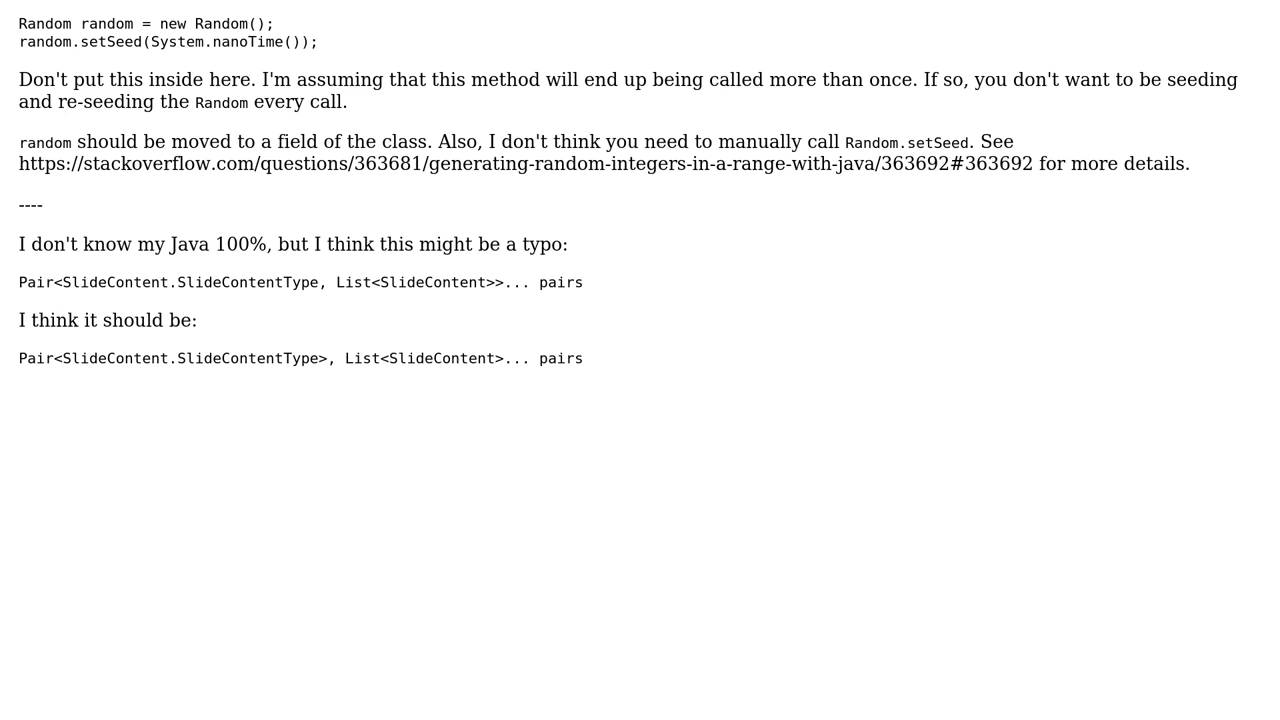 Random random = new Random();
random.setSeed(System.nanoTime());
Don't put this inside here. I'm assuming that this method will end up being called more than once. If so, you don't want to be seeding
and re-seeding the Random every call.
random should be moved to a field of the class. Also, I don't think you need to manually call Random.setSeed. See
https://stackoverflow.com/questions/363681/generating-random-integers-in-a-range-with-java/363692#363692 for more details.
----
I don't know my Java 100%, but I think this might be a typo:
Pair<SlideContent.SlideContentType, List<SlideContent>>... pairs
I think it should be:
Pair<SlideContent.SlideContentType>, List<SlideContent>... pairs